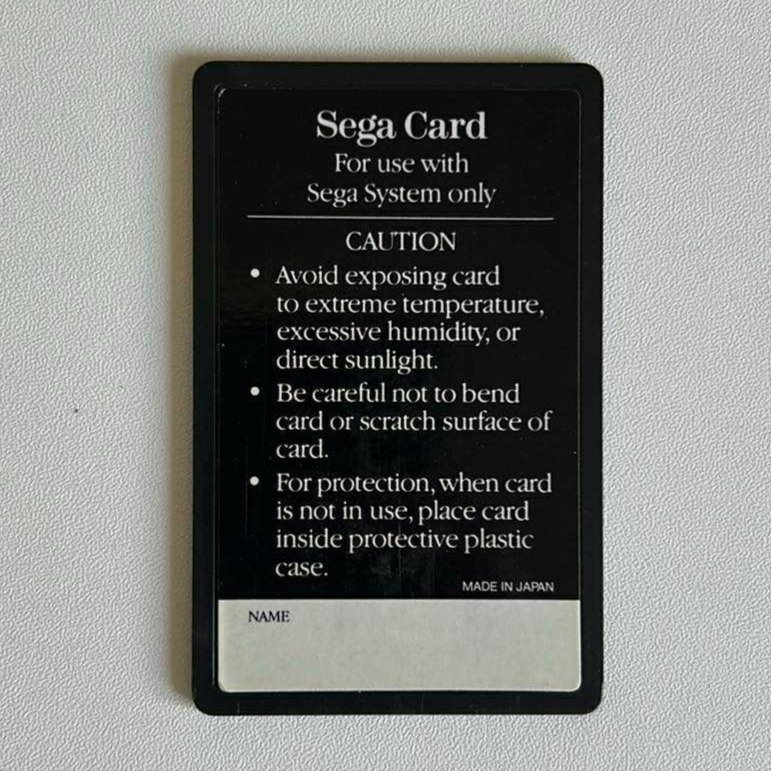 Sega Card
For use with
Sega System only
CAUTION
• Avoid exposing card
to extreme temperature,
excessive humidity, or
direct sunlight.
• Be careful not to bend
card or scratch surface of
card.
• For protection, when card
is not in use, place card
inside protective plastic
case.
MADE IN JAPAN
NAME